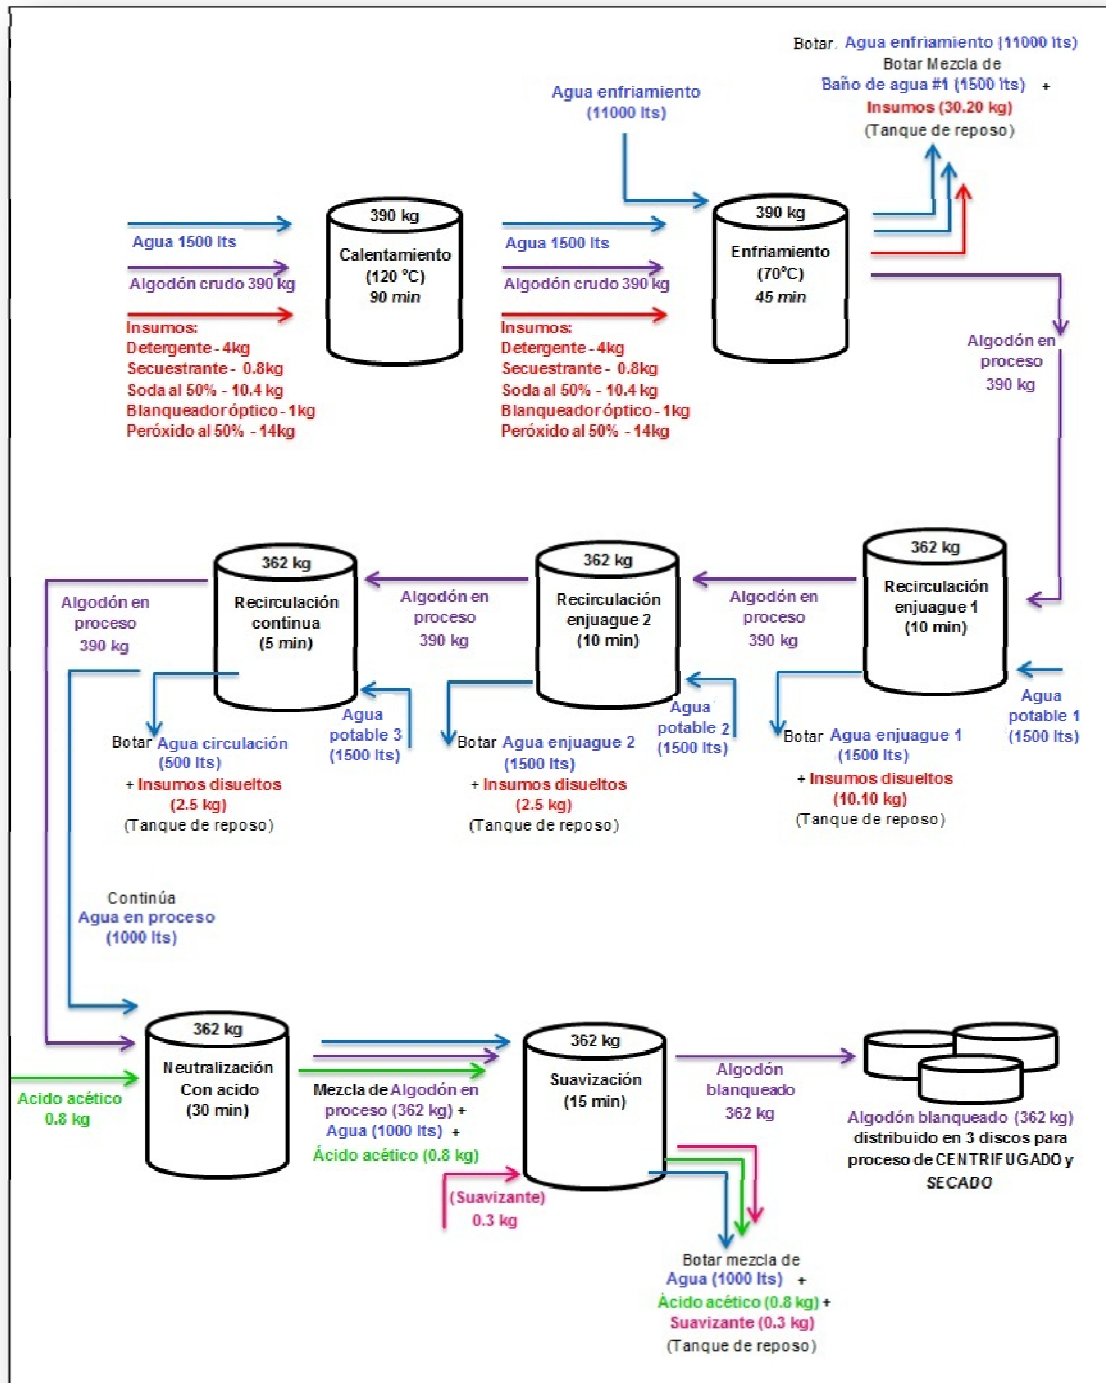 Botar. Agua enfriamiento (11000 lts)
Botar Mezcla de
Baño de agua #1 (1500 lts) +
Insumos (30.20 kg)
(Tanque de reposo)
Agua enfriamiento
(11000 lts)
390 kg
Calentamiento
(120 °C)
90 min
Agua 1500 lts
Algodón crudo 390 kg
Insumos:
Detergente - 4kg
Secuestrante - 0.8kg
Soda al 50% - 10.4 kg
Blanqueador óptico - 1kg
Peróxido al 50% - 14kg
Agua 1500 lts
Algodón crudo 390 kg
Insumos:
Detergente - 4kg
Secuestrante - 0.8kg
Soda al 50% - 10.4 kg
Blanqueador óptico - 1kg
Peróxido al 50% - 14kg
390 kg
Enfriamiento
(70°C)
45 min
Algodón en
proceso
390 kg
362 kg
Recirculación
enjuague 1
(10 min)
Agua
potable 1
(1500 lts)
Botar Agua enjuague 1
(1500 lts)
+ Insumos disueltos
(10.10 kg)
(Tanque de reposo)
Algodón en
proceso
390 kg
362 kg
Recirculación
enjuague 2
(10 min)
Agua
potable 2
(1500 lts)
Botar Agua enjuague 2
(1500 lts)
+ Insumos disueltos
(2.5 kg)
(Tanque de reposo)
Algodón en
proceso
390 kg
362 kg
Recirculación
continua
(5 min)
Agua
potable 3
(1500 lts)
Botar Agua circulación
(500 lts)
+ Insumos disueltos
(2.5 kg)
(Tanque de reposo)
Algodón en
proceso
390 kg
Continúa
Agua en proceso
(1000 lts)
Acido acético
0.8 kg
362 kg
Neutralización
Con acido
(30 min)
Mezcla de Algodón en
proceso (362 kg) +
Agua (1000 lts) +
Ácido acético (0.8 kg)
(Suavizante)
0.3 kg
362 kg
Suavización
(15 min)
Algodón
blanqueado
362 kg
Algodón blanqueado (362 kg)
distribuido en 3 discos para
proceso de CENTRIFUGADO y
SECADO
Botar mezcla de
Agua (1000 lts) +
Ácido acético (0.8 kg) +
Suavizante (0.3 kg)
(Tanque de reposo)